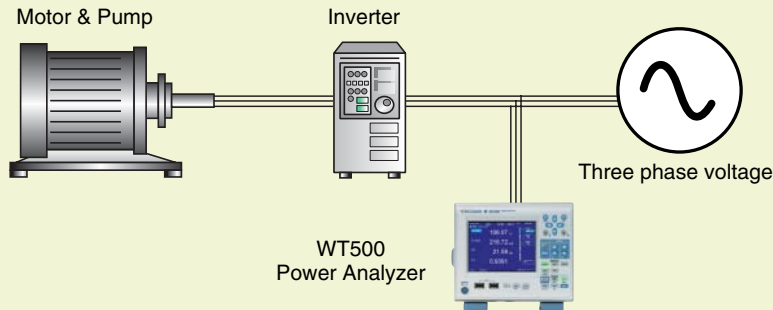 Motor & Pump
Inverter
Three phase voltage
WT500
Power Analyzer